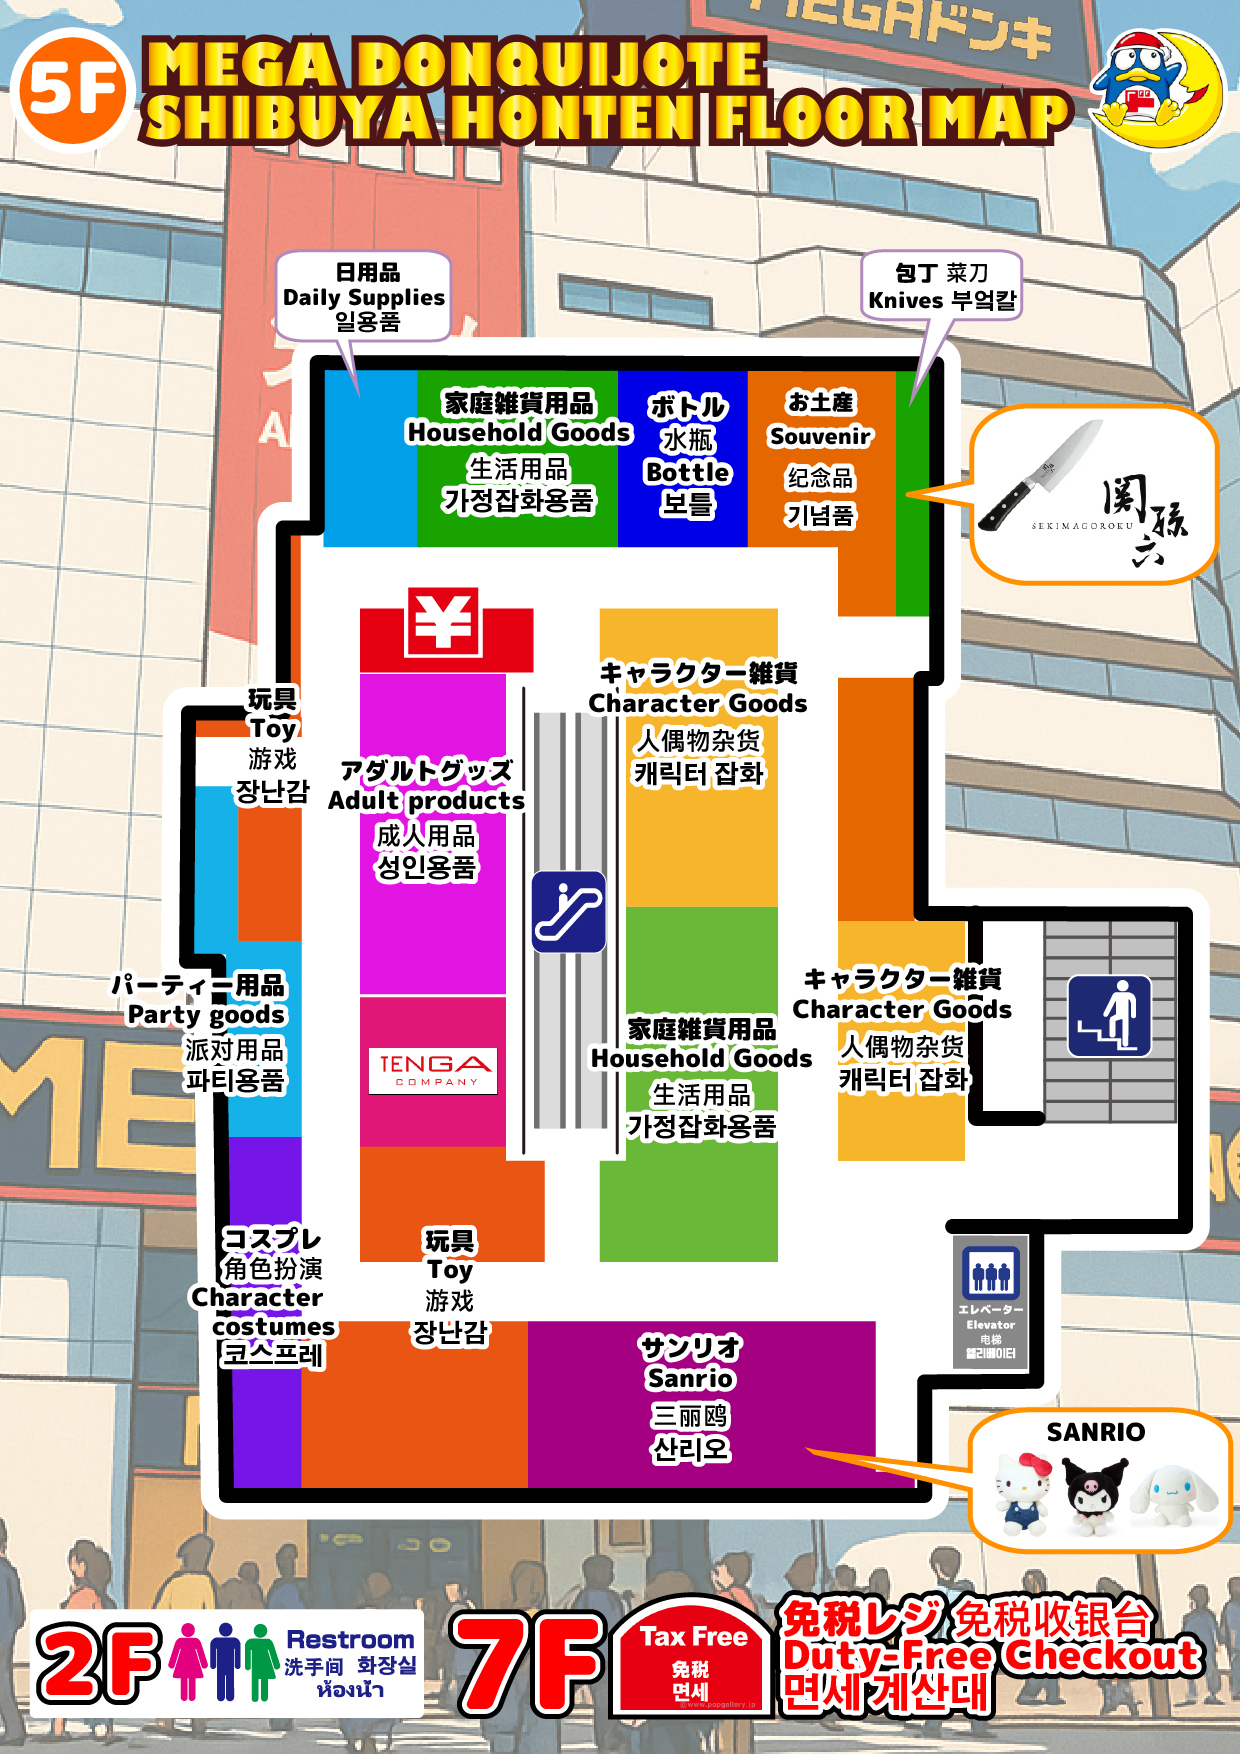 MEGAドンキ
5F
MEGA DONQUIJOTE
SHIBUYA HONTEN FLOOR MAP
日用品
Daily Supplies
일용품
包丁 菜刀
Knives 부엌칼
家庭雑貨用品
Household Goods
生活用品
가정잡화용품
ボトル
水瓶
Bottle
보틀
お土産
Souvenir
纪念品
기념품
関孫六
SEKIMAGOROKU
¥
キャラクター雑貨
Character Goods
人偶物杂货
캐릭터 잡화
玩具
Toy
游戏
장난감
アダルトグッズ
Adult products
成人用品
성인용품
パーティー用品
Party goods
派对用品
파티용품
TENGA
COMPANY
家庭雑貨用品
Household Goods
生活用品
가정잡화용품
キャラクター雑貨
Character Goods
人偶物杂货
캐릭터 잡화
コスプレ
角色扮演
Character
costumes
코스프레
玩具
Toy
游戏
장난감
エレベーター
Elevator
电梯
엘리베이터
サンリオ
Sanrio
三丽鸥
산리오
SANRIO
2F
Restroom
洗手间 화장실
ห้องน้ำ
7F
Tax Free
免税
면세
©www.popgallery.jp
免税レジ 免税收银台
Duty-Free Checkout
면세 계산대